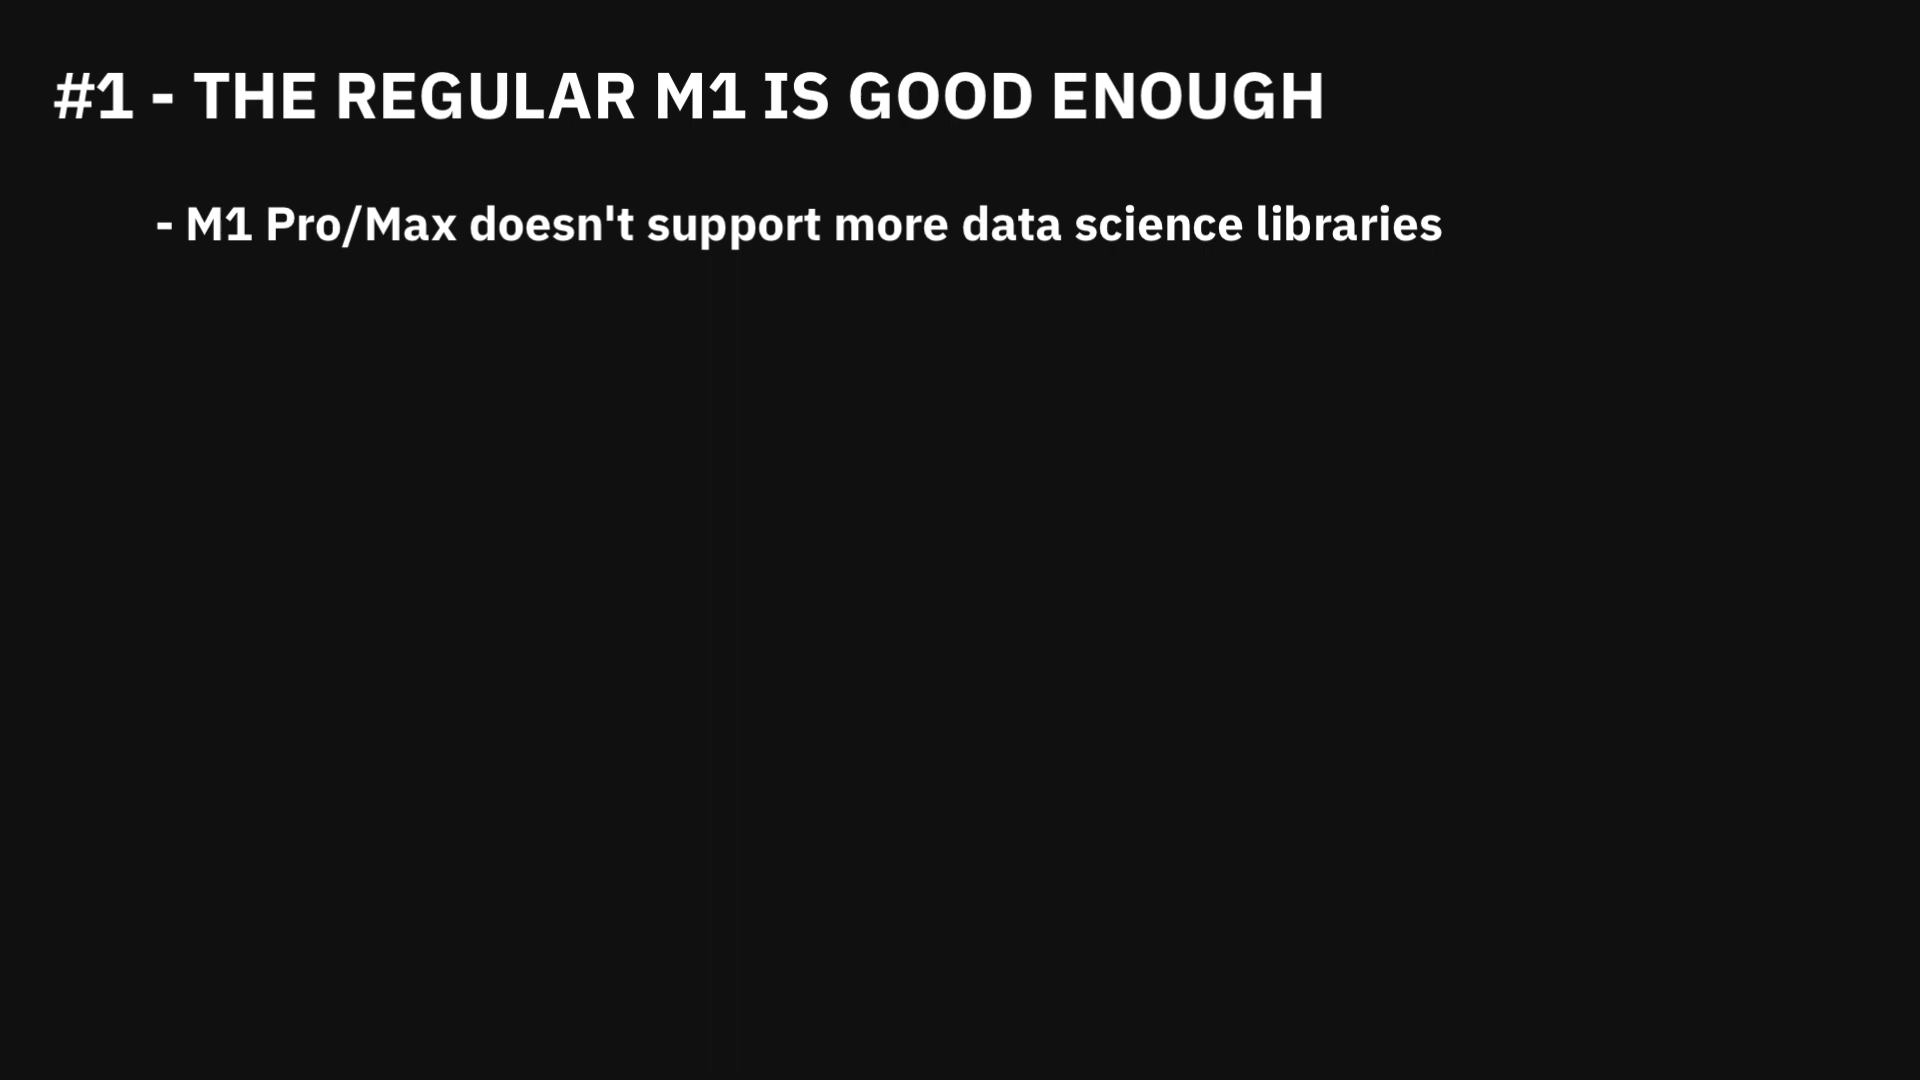 #1 - THE REGULAR M1 IS GOOD ENOUGH
- M1 Pro/Max doesn't support more data science libraries